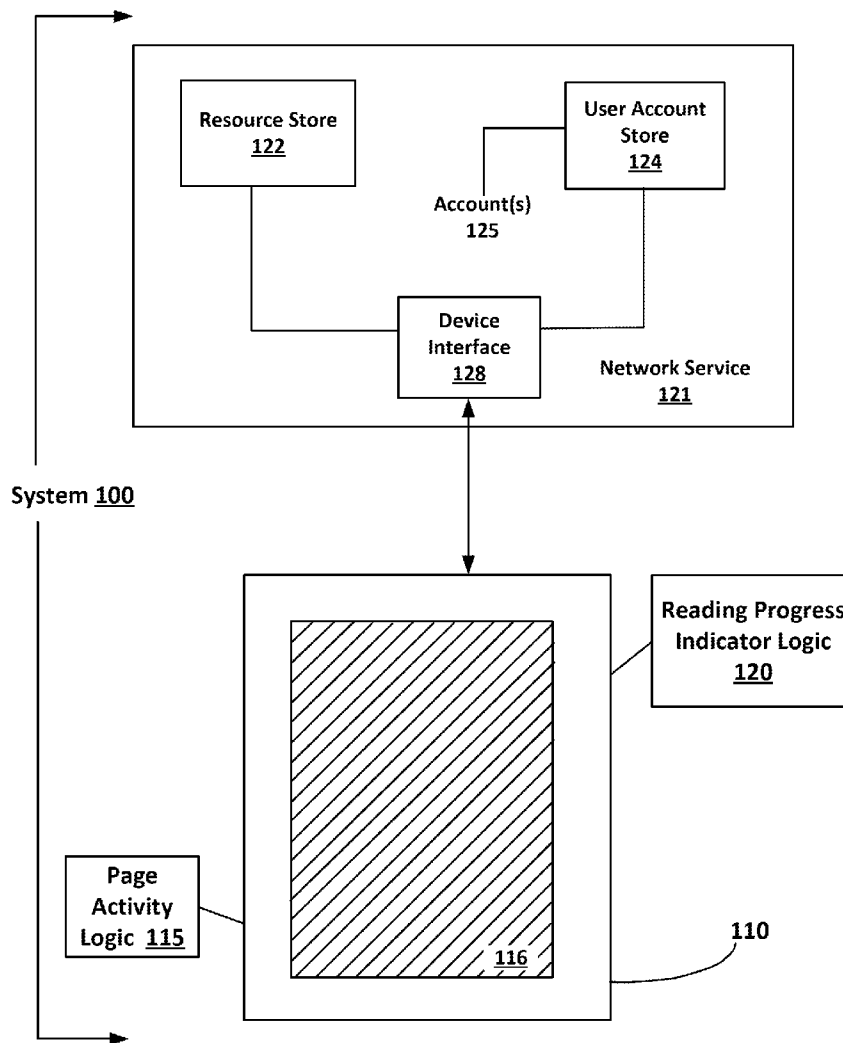 Resource Store
122
User Account
Store
124
Account(s)
125
Device
Interface
128
Network Service
121
System 100
Reading Progress
Indicator Logic
120
Page
Activity
Logic 115
116
110